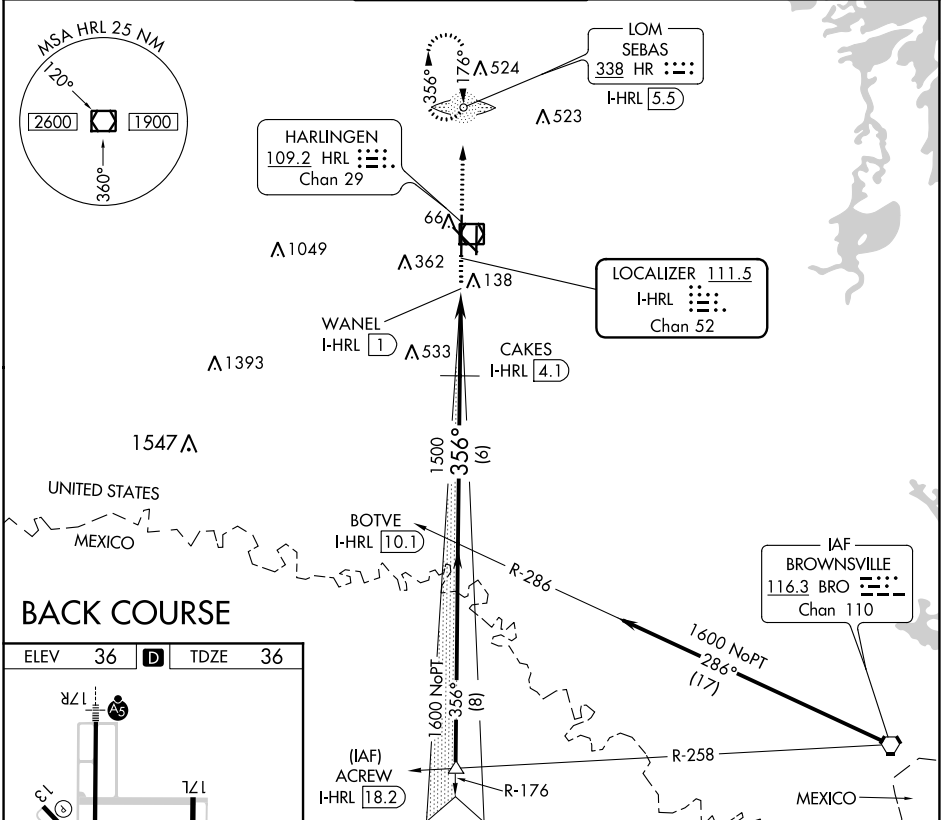 MSA HRL 25 NM
120°
2600
1900
360°
LOM
SEBAS
338 HR
I-HRL 5.5
356°
176°
524
523
HARLINGEN
109.2 HRL
Chan 29
66
1049
362
138
LOCALIZER 111.5
I-HRL
Chan 52
WANEL
I-HRL 1
533
CAKES
I-HRL 4.1
1393
1547
1500
356°
(6)
UNITED STATES
MEXICO
BOTVE
I-HRL 10.1
R-286
IAF
BROWNSVILLE
116.3 BRO
Chan 110
1600 NoPT
286°
(17)
BACK COURSE
ELEV 36 D TDZE 36
17R
A5
17L
13
P
1600 NoPT
356°
(8)
(IAF)
ACREW
I-HRL 18.2
R-258
R-176
MEXICO